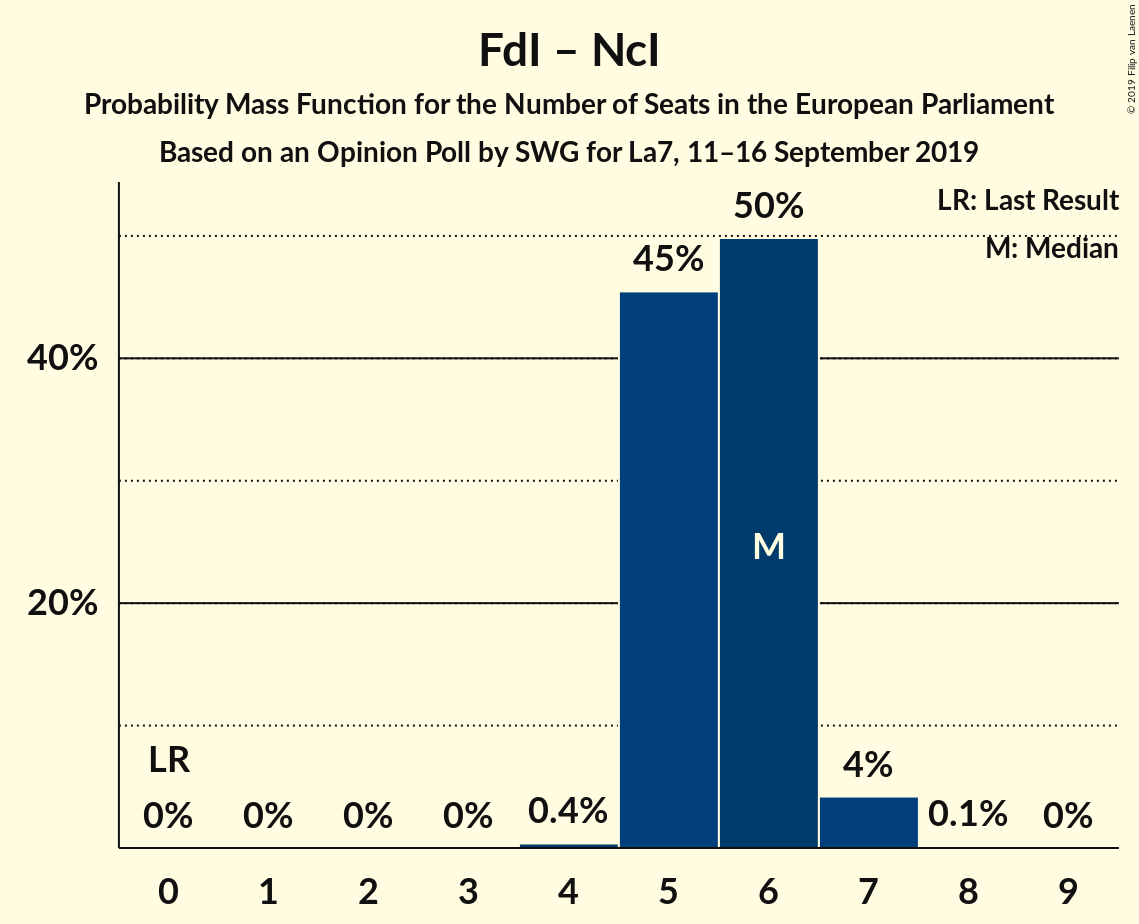 FdI – NcI
Probability Mass Function for the Number of Seats in the European Parliament
Based on an Opinion Poll by SWG for La7, 11–16 September 2019
© 2019 Filip van Laenen
LR: Last Result
M: Median
50%
45%
40%
M
20%
LR
4%
0% 0% 0% 0% 0.4% 0.1% 0%
0 1 2 3 4 5 6 7 8 9